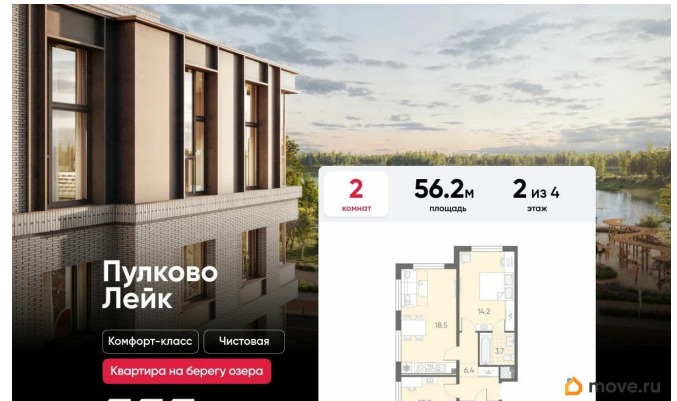 2
комнат
56.2м
площадь
2 из 4
этаж
Пулково
Лейк
Комфорт-класс
Чистовая
Квартира на берегу озера
18.5
14.2
3.7
6.4
move.ru